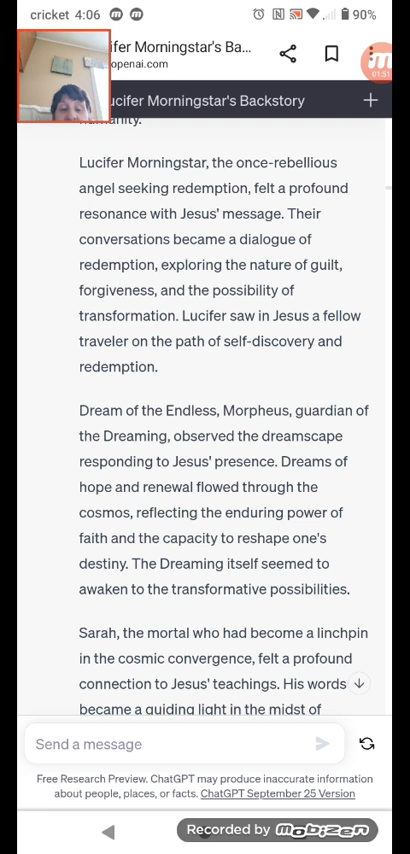 cricket 4:06 90%
ifer Morningstar's Ba...
openai.com
01:51
ucifer Morningstar's Backstory
humanity.
Lucifer Morningstar, the once-rebellious
angel seeking redemption, felt a profound
resonance with Jesus' message. Their
conversations became a dialogue of
redemption, exploring the nature of guilt,
forgiveness, and the possibility of
transformation. Lucifer saw in Jesus a fellow
traveler on the path of self-discovery and
redemption.
Dream of the Endless, Morpheus, guardian of
the Dreaming, observed the dreamscape
responding to Jesus' presence. Dreams of
hope and renewal flowed through the
cosmos, reflecting the enduring power of
faith and the capacity to reshape one's
destiny. The Dreaming itself seemed to
awaken to the transformative possibilities.
Sarah, the mortal who had become a linchpin
in the cosmic convergence, felt a profound
connection to Jesus' teachings. His words
became a guiding light in the midst of
Send a message
Free Research Preview. ChatGPT may produce inaccurate information
about people, places, or facts. ChatGPT September 25 Version
Recorded by mobizen